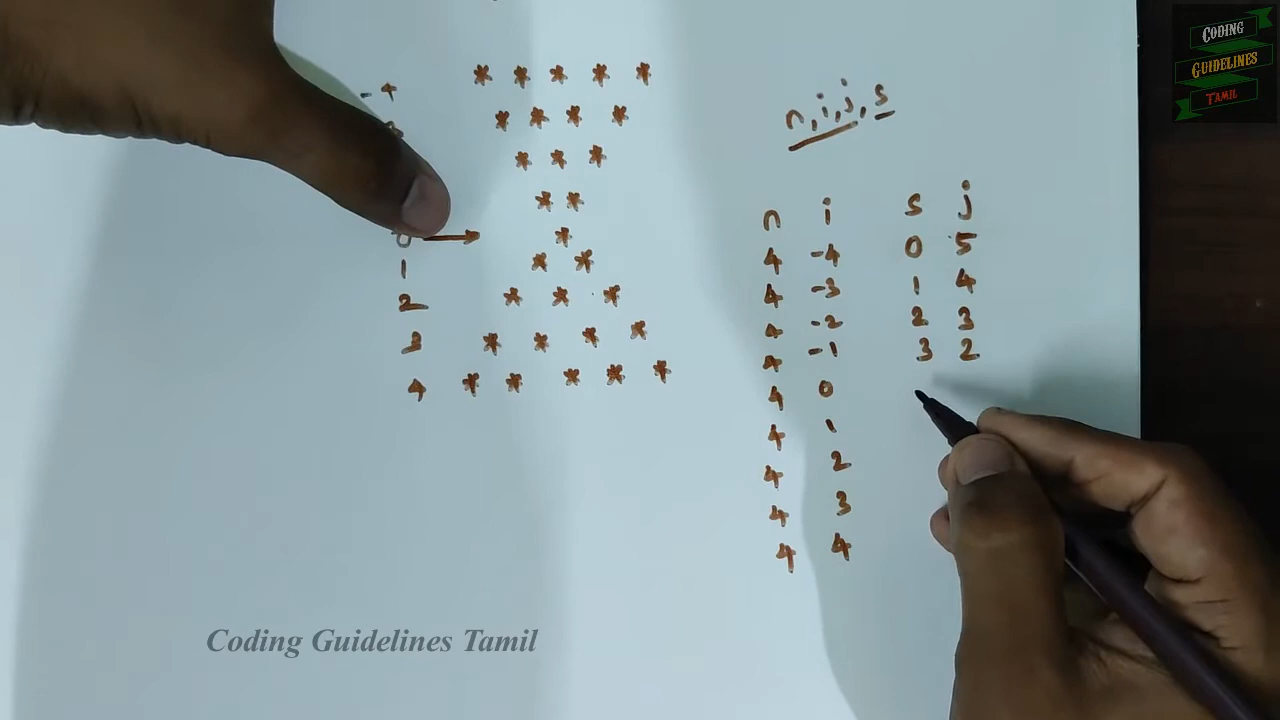 CODING
GUIDELINES
TAMIL
* * * * *
* * * *
* * *
* *
0 → *
1 * *
2 * * *
3 * * * *
4 * * * * *
n, i, j, s
n i s j
4 -4 0 5
4 -3 1 4
4 -2 2 3
4 -1 3 2
4 0
4 1
4 2
4 3
4 4
Coding Guidelines Tamil